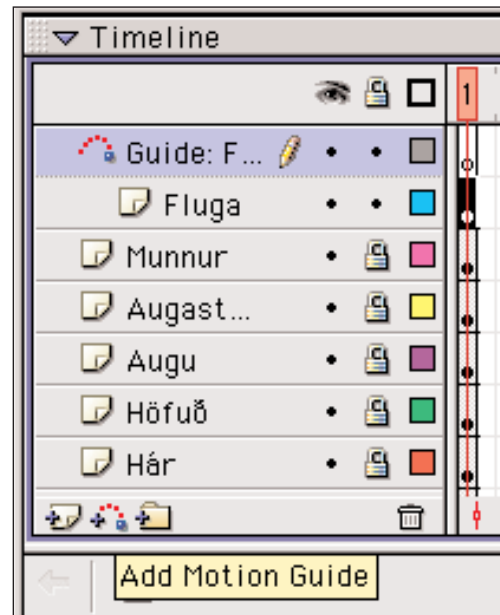 Timeline
1
Guide: F...
Fluga
Munnur
Augast...
Augu
Höfuð
Hár
Add Motion Guide